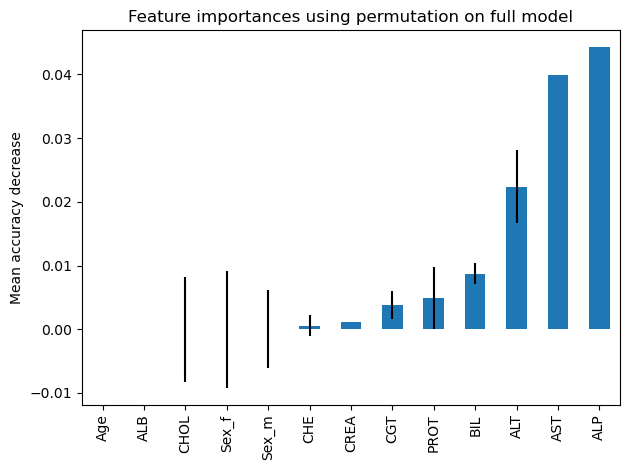 Feature importances using permutation on full model
Mean accuracy decrease
0.04
0.03
0.02
0.01
0.00
−0.01
Age
ALB
CHOL
Sex_f
Sex_m
CHE
CREA
CGT
PROT
BIL
ALT
AST
ALP